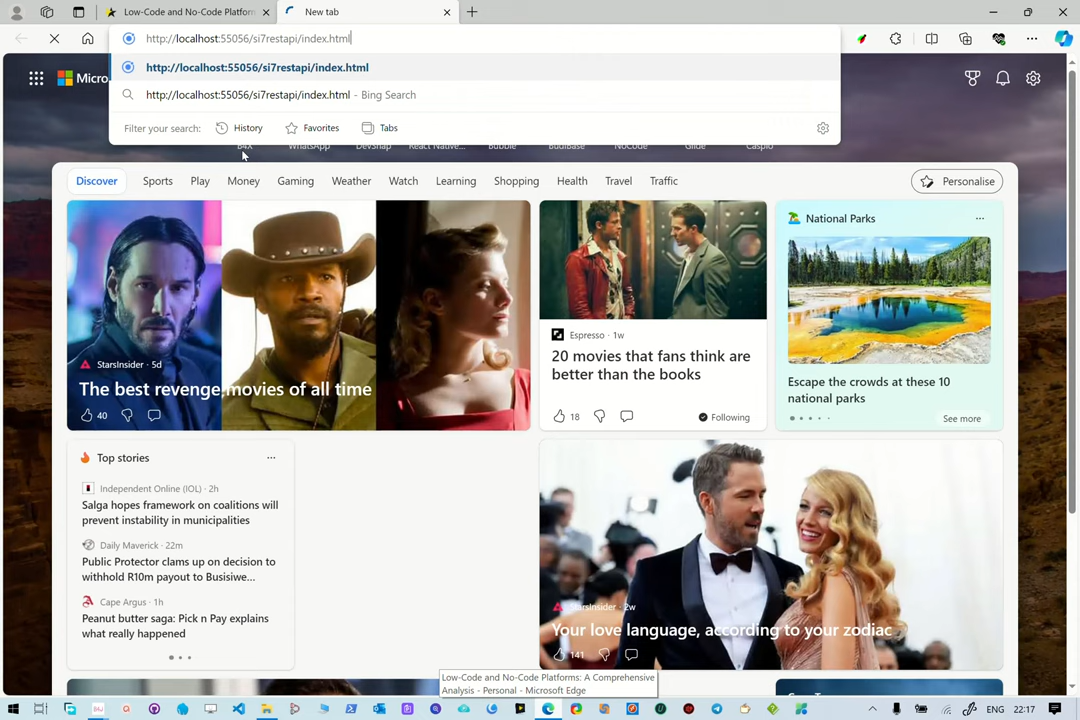 Low-Code and No-Code Platform
New tab
http://localhost:55056/si7restapi/index.html
http://localhost:55056/si7restapi/index.html
http://localhost:55056/si7restapi/index.html - Bing Search
Filter your search:
History
Favorites
Tabs
Micro
B4X
WhatsApp
DevSnap
React Native...
Bubble
BudiBase
NoCode
Glide
Caspio
Discover
Sports
Play
Money
Gaming
Weather
Watch
Learning
Shopping
Health
Travel
Traffic
Personalise
StarsInsider · 5d
The best revenge movies of all time
40
Espresso · 1w
20 movies that fans think are
better than the books
18
Following
National Parks
Escape the crowds at these 10
national parks
See more
Top stories
Independent Online (IOL) · 2h
Salga hopes framework on coalitions will
prevent instability in municipalities
Daily Maverick · 22m
Public Protector clams up on decision to
withhold R10m payout to Busisiwe...
Cape Argus · 1h
Peanut butter saga: Pick n Pay explains
what really happened
StarsInsider · 2w
Your love language, according to your zodiac
141
Low-Code and No-Code Platforms: A Comprehensive
Analysis - Personal - Microsoft Edge
ENG
22:17